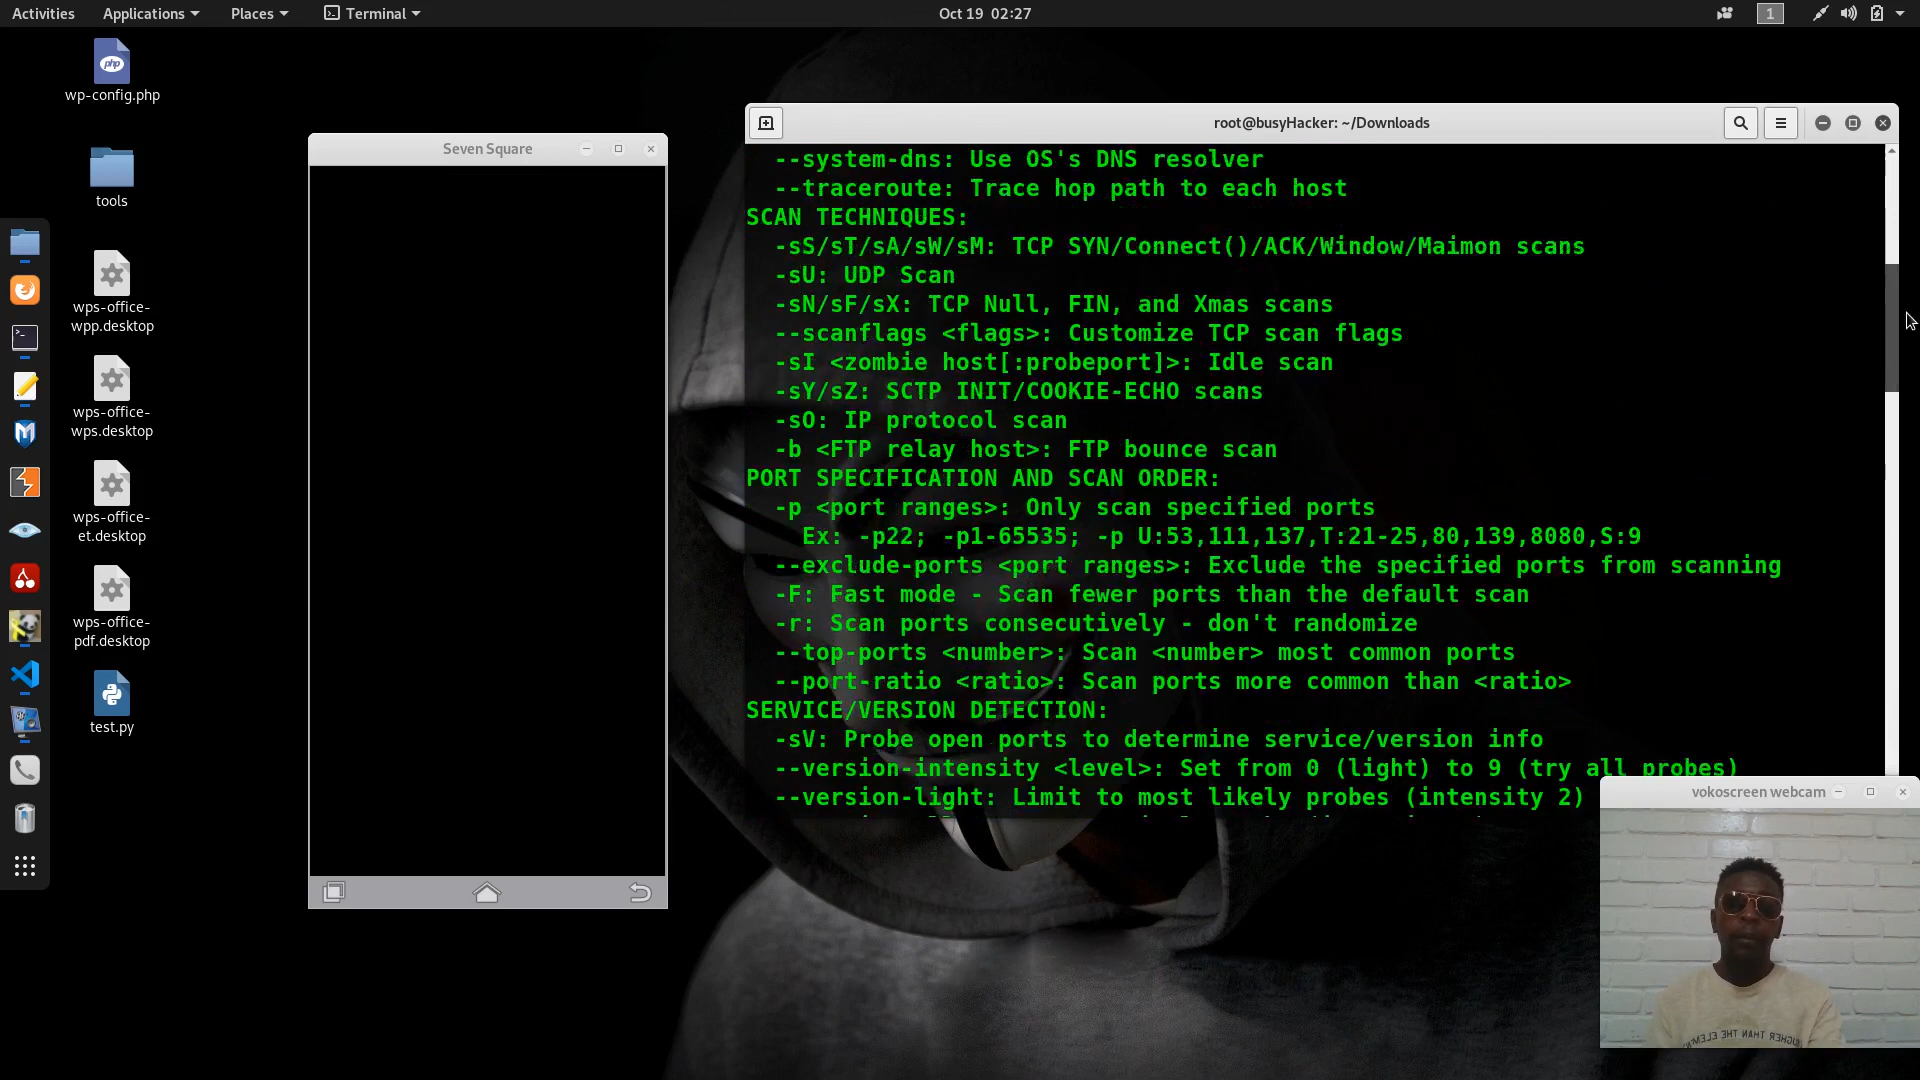 Activities Applications Places Terminal Oct 19 02:27 1
wp-config.php
tools
wps-office-
wpp.desktop
wps-office-
wps.desktop
wps-office-
et.desktop
wps-office-
pdf.desktop
test.py
Seven Square
root@busyHacker: ~/Downloads
--system-dns: Use OS's DNS resolver
--traceroute: Trace hop path to each host
SCAN TECHNIQUES:
-sS/sT/sA/sW/sM: TCP SYN/Connect()/ACK/Window/Maimon scans
-sU: UDP Scan
-sN/sF/sX: TCP Null, FIN, and Xmas scans
--scanflags <flags>: Customize TCP scan flags
-sI <zombie host[:probeport]>: Idle scan
-sY/sZ: SCTP INIT/COOKIE-ECHO scans
-sO: IP protocol scan
-b <FTP relay host>: FTP bounce scan
PORT SPECIFICATION AND SCAN ORDER:
-p <port ranges>: Only scan specified ports
Ex: -p22; -p1-65535; -p U:53,111,137,T:21-25,80,139,8080,S:9
--exclude-ports <port ranges>: Exclude the specified ports from scanning
-F: Fast mode - Scan fewer ports than the default scan
-r: Scan ports consecutively - don't randomize
--top-ports <number>: Scan <number> most common ports
--port-ratio <ratio>: Scan ports more common than <ratio>
SERVICE/VERSION DETECTION:
-sV: Probe open ports to determine service/version info
--version-intensity <level>: Set from 0 (light) to 9 (try all probes)
--version-light: Limit to most likely probes (intensity 2)
vokoscreen webcam
php